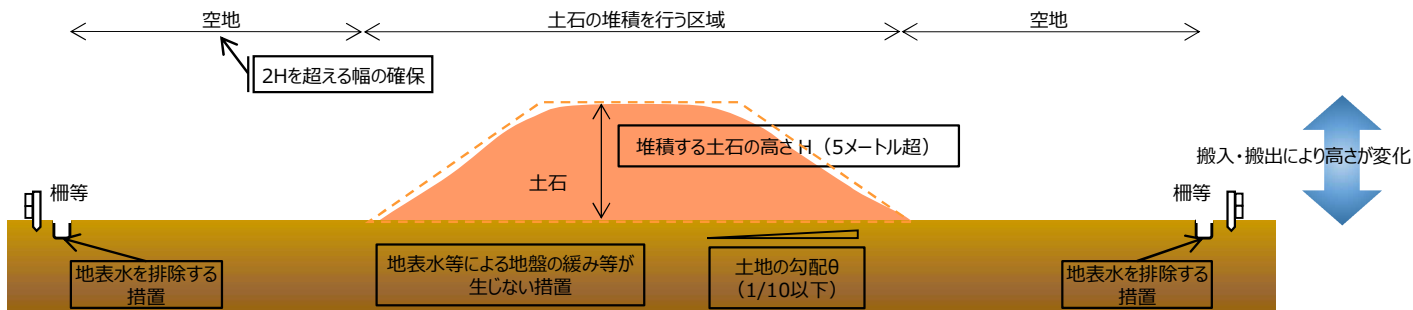 空地
土石の堆積を行う区域
空地
2Hを超える幅の確保
堆積する土石の高さH（5メートル超）
搬入・搬出により高さが変化
土石
柵等
柵等
地表水を排除する
措置
地表水等による地盤の緩み等が
生じない措置
土地の勾配θ
（1/10以下）
地表水を排除する
措置